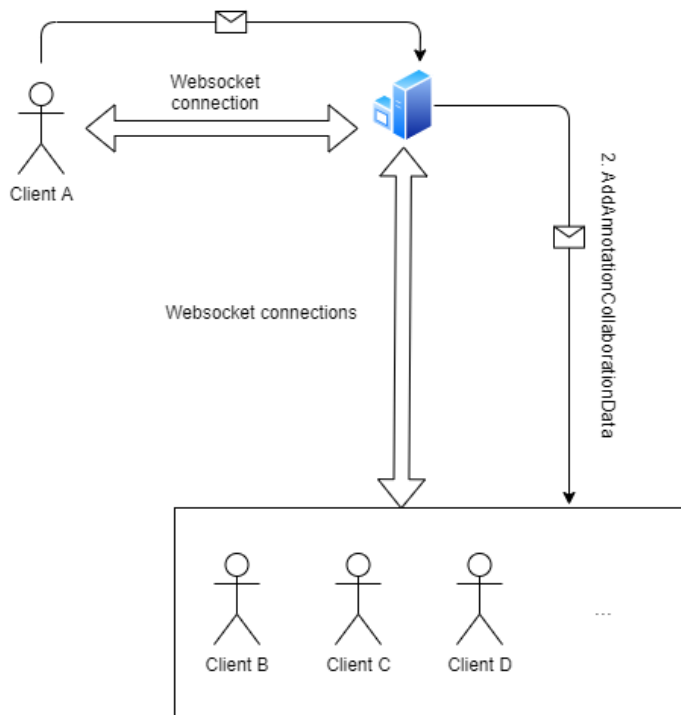 Websocket
connection
Client A
2. AddAnnotationCollaborationData
Websocket connections
Client B
Client C
Client D
...